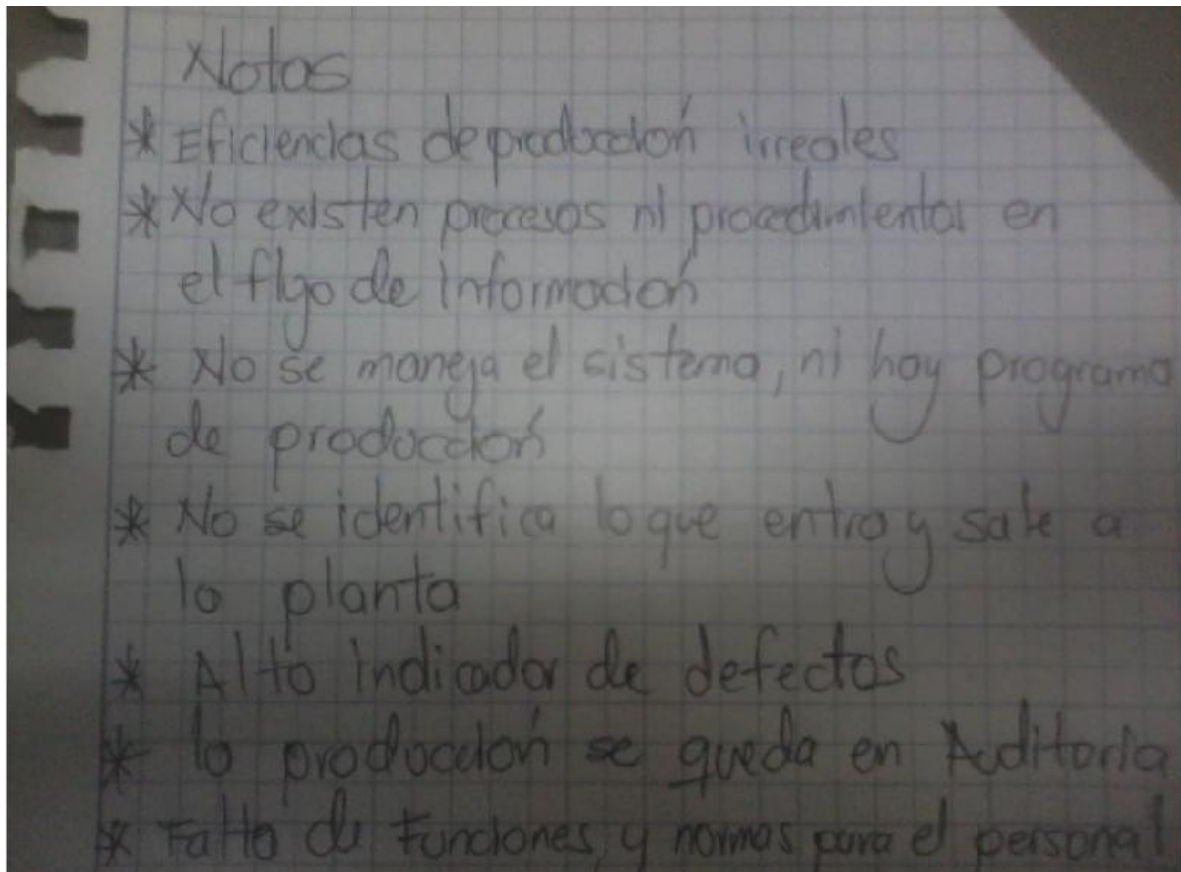 Notas
* Eficiencias de producción irreales
* No existen procesos ni procedimientos en
el flujo de información
* No se maneja el sistema, ni hay programa
de producción
* No se identifica lo que entra y sale a
la planta
* Alto indicador de defectos
* la producción se queda en Auditoria
* Falta de Funciones, y normas para el personal